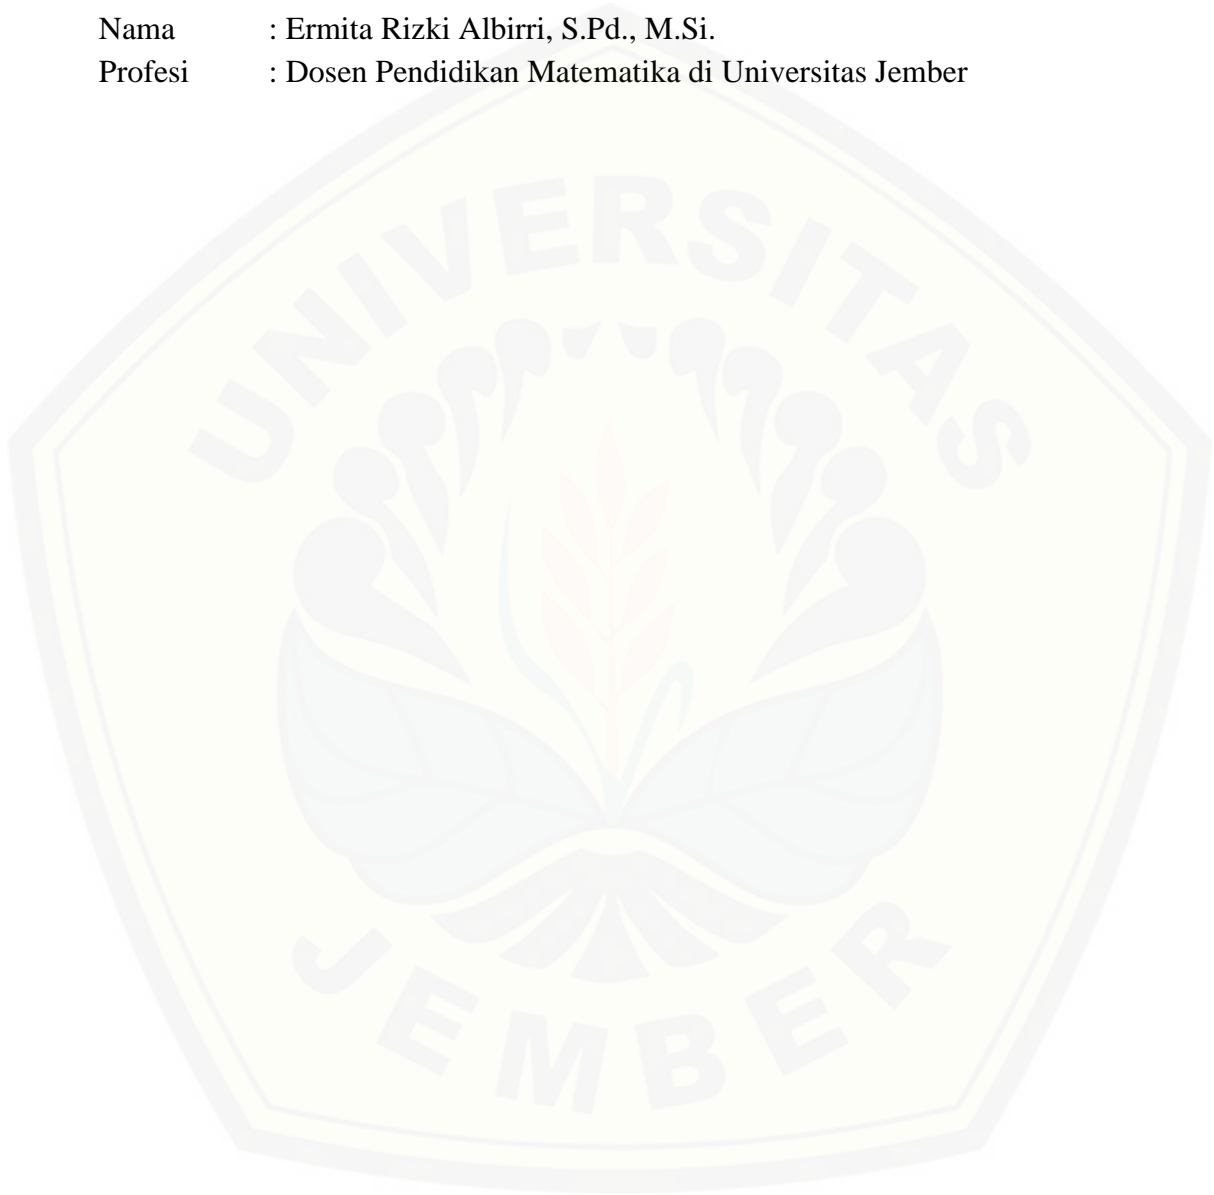 Nama : Ermita Rizki Albirri, S.Pd., M.Si.
Profesi : Dosen Pendidikan Matematika di Universitas Jember
UNIVERSITAS
JEMBER